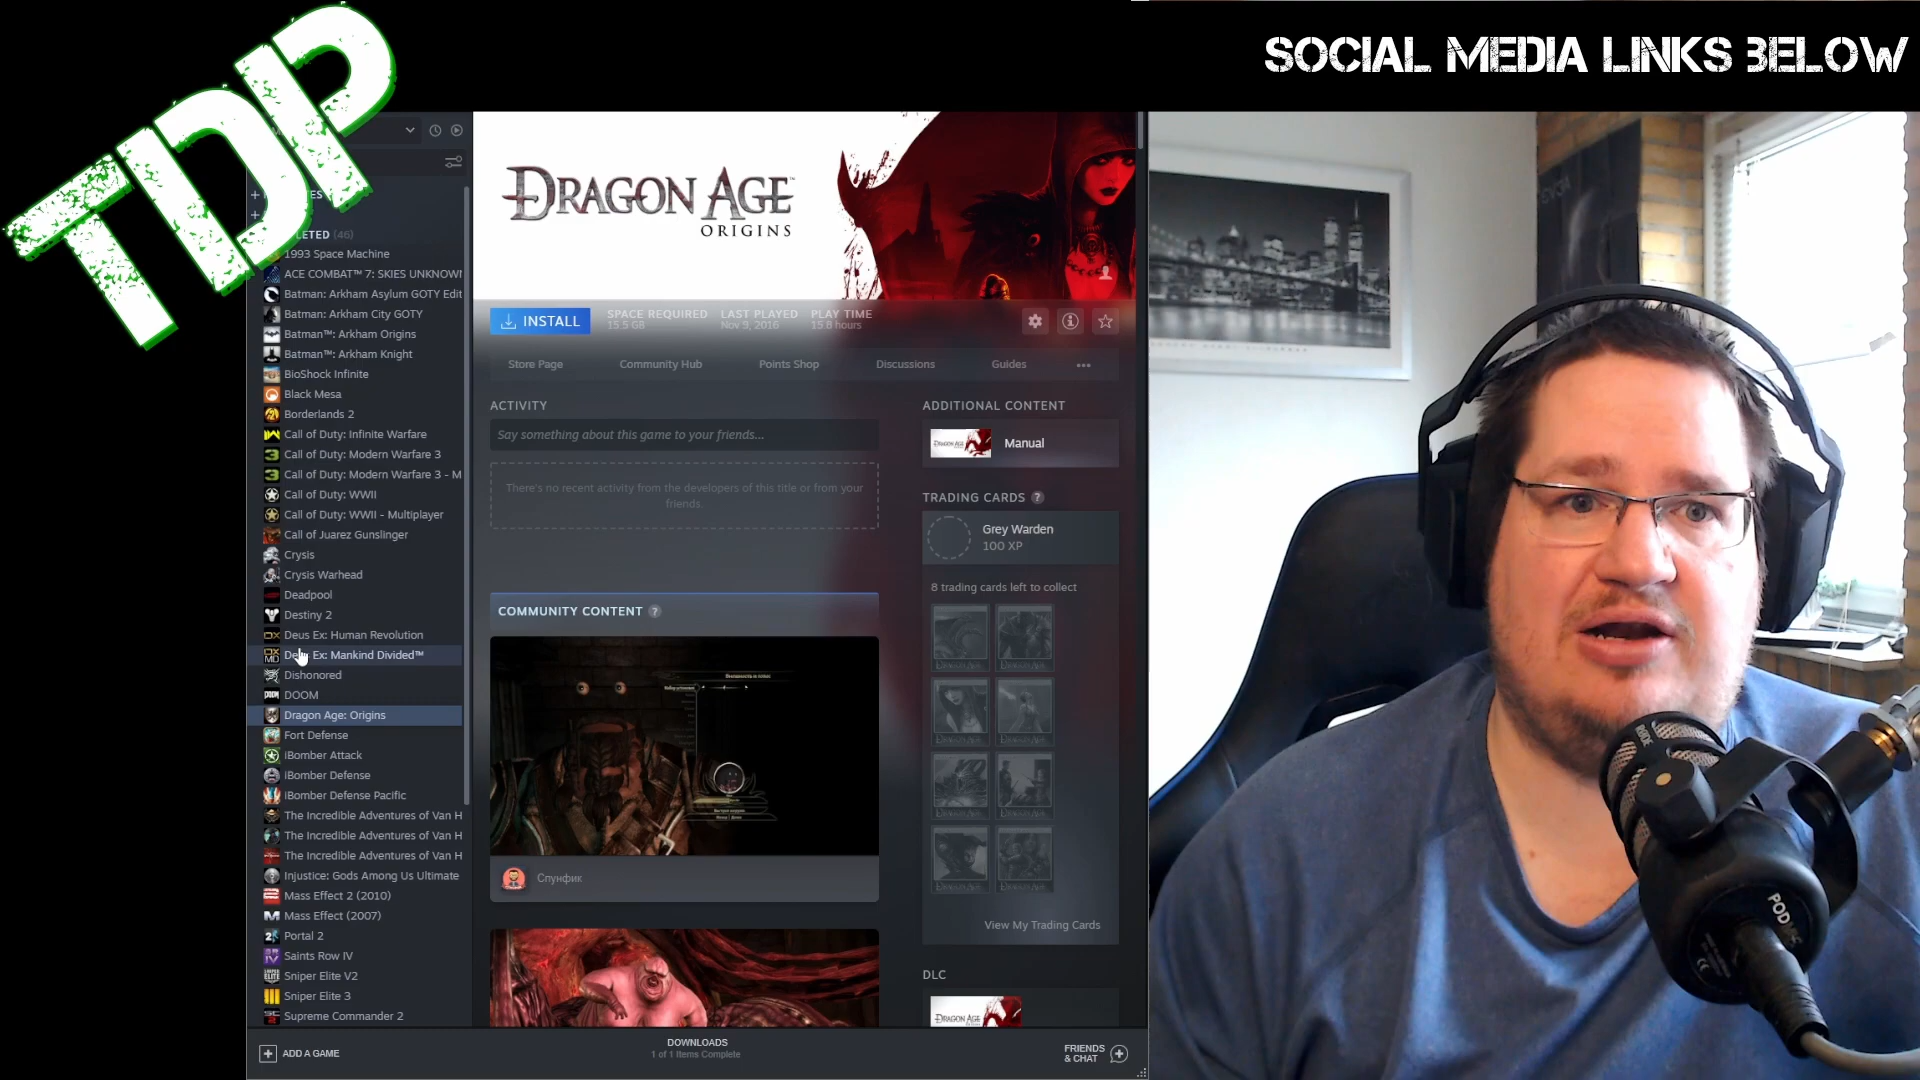 TDP
SOCIAL MEDIA LINKS BELOW
LETED (46)
1993 Space Machine
ACE COMBAT™ 7: SKIES UNKNOWN
Batman: Arkham Asylum GOTY Edit
Batman: Arkham City GOTY
Batman™: Arkham Origins
Batman™: Arkham Knight
BioShock Infinite
Black Mesa
Borderlands 2
Call of Duty: Infinite Warfare
Call of Duty: Modern Warfare 3
Call of Duty: Modern Warfare 3 - M
Call of Duty: WWII
Call of Duty: WWII - Multiplayer
Call of Juarez Gunslinger
Crysis
Crysis Warhead
Deadpool
Destiny 2
Deus Ex: Human Revolution
Deus Ex: Mankind Divided™
Dishonored
DOOM
Dragon Age: Origins
Fort Defense
iBomber Attack
iBomber Defense
iBomber Defense Pacific
The Incredible Adventures of Van H
The Incredible Adventures of Van H
The Incredible Adventures of Van H
Injustice: Gods Among Us Ultimate
Mass Effect 2 (2010)
Mass Effect (2007)
Portal 2
Saints Row IV
Sniper Elite V2
Sniper Elite 3
Supreme Commander 2
ADD A GAME
DRAGON AGE™
ORIGINS
INSTALL
SPACE REQUIRED
15.5 GB
LAST PLAYED
Nov 9, 2016
PLAY TIME
15.8 hours
Store Page
Community Hub
Points Shop
Discussions
Guides
ACTIVITY
Say something about this game to your friends...
There's no recent activity from the developers of this title or from your
friends
COMMUNITY CONTENT ?
Спунфик
ADDITIONAL CONTENT
Manual
TRADING CARDS ?
Grey Warden
100 XP
8 trading cards left to collect
View My Trading Cards
DLC
DOWNLOADS
1 of 1 Items Complete
FRIENDS
& CHAT
RØDE
POD